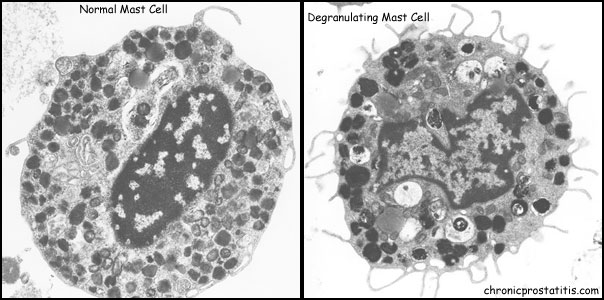 Normal Mast Cell
Degranulating Mast Cell
chronicprostatitis.com